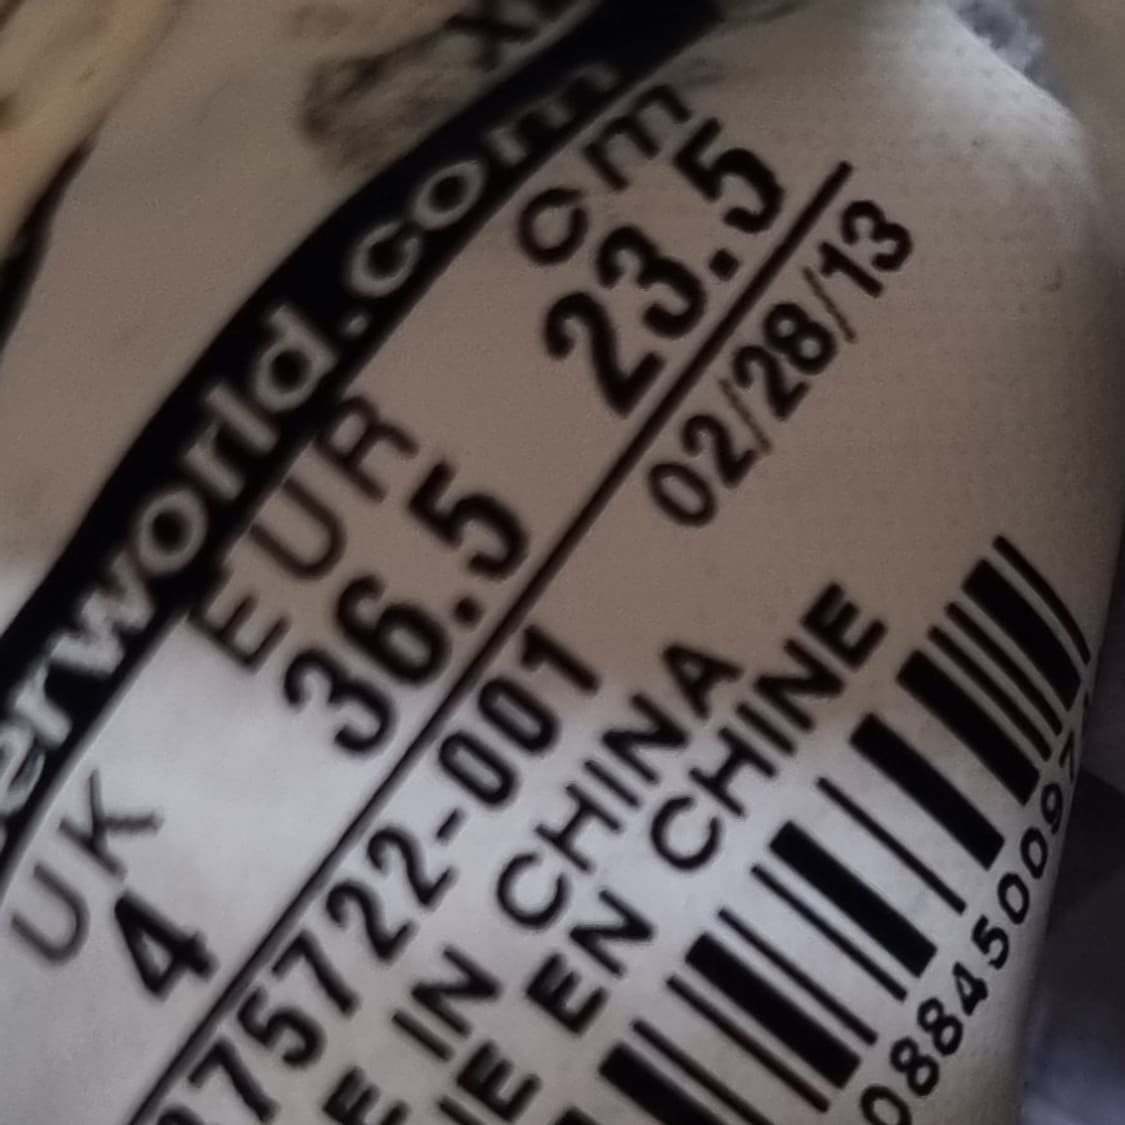 erworld.com
UK EUR cm
4 36.5 23.5
75722-001 02/28/13
IN CHINA
EN CHINE
088450097